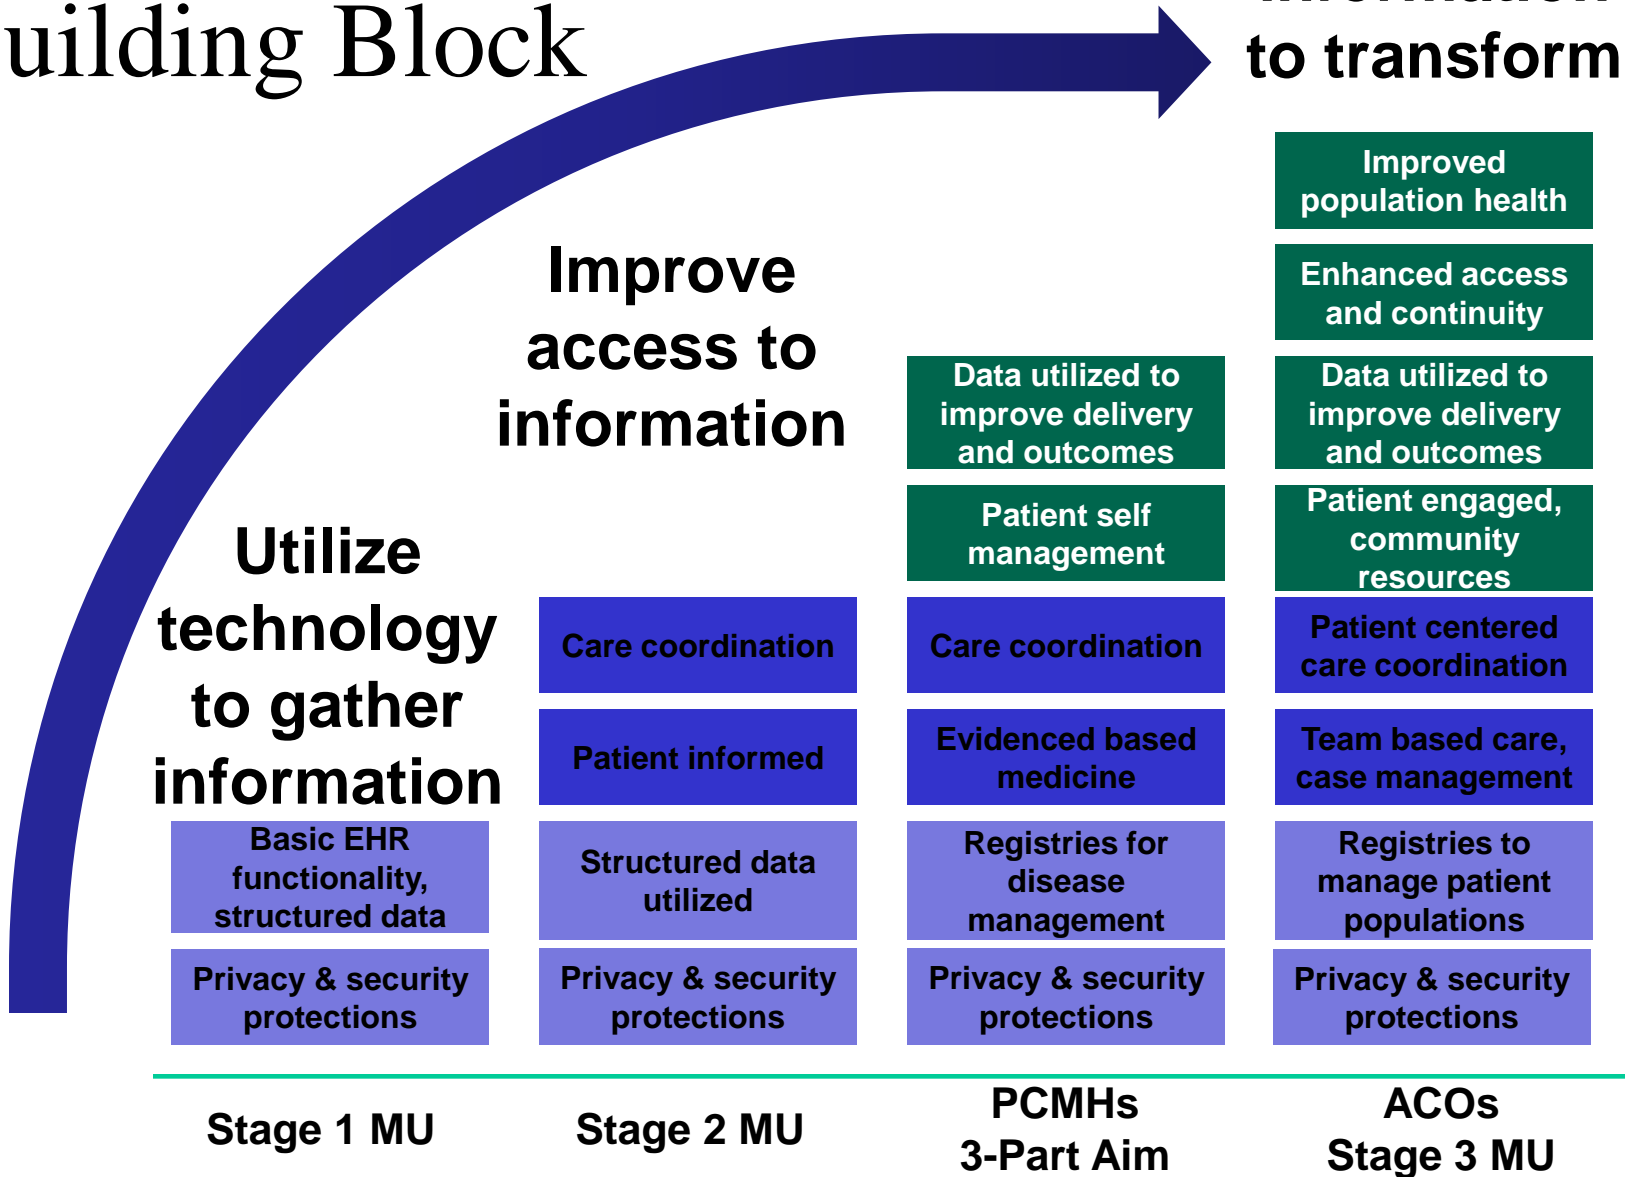 uilding Block
to transform
Improve
access to
information
Utilize
technology
to gather
information
Basic EHR
functionality,
structured data
Privacy & security
protections
Stage 1 MU
Care coordination
Patient informed
Structured data
utilized
Privacy & security
protections
Stage 2 MU
Data utilized to
improve delivery
and outcomes
Patient self
management
Care coordination
Evidenced based
medicine
Registries for
disease
management
Privacy & security
protections
PCMHs
3-Part Aim
Improved
population health
Enhanced access
and continuity
Data utilized to
improve delivery
and outcomes
Patient engaged,
community
resources
Patient centered
care coordination
Team based care,
case management
Registries to
manage patient
populations
Privacy & security
protections
ACOs
Stage 3 MU